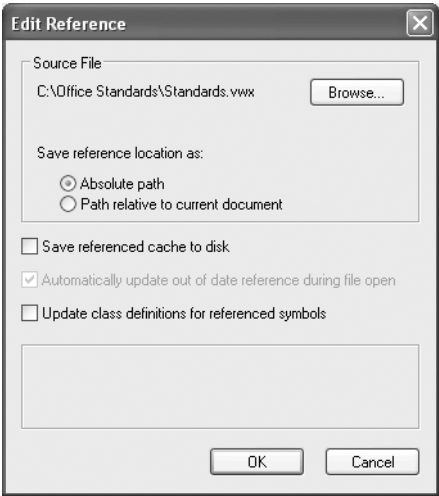 Edit Reference
Source File
C:\Office Standards\Standards.vwx
Browse...
Save reference location as:
Absolute path
Path relative to current document
Save referenced cache to disk
Automatically update out of date reference during file open
Update class definitions for referenced symbols
OK
Cancel